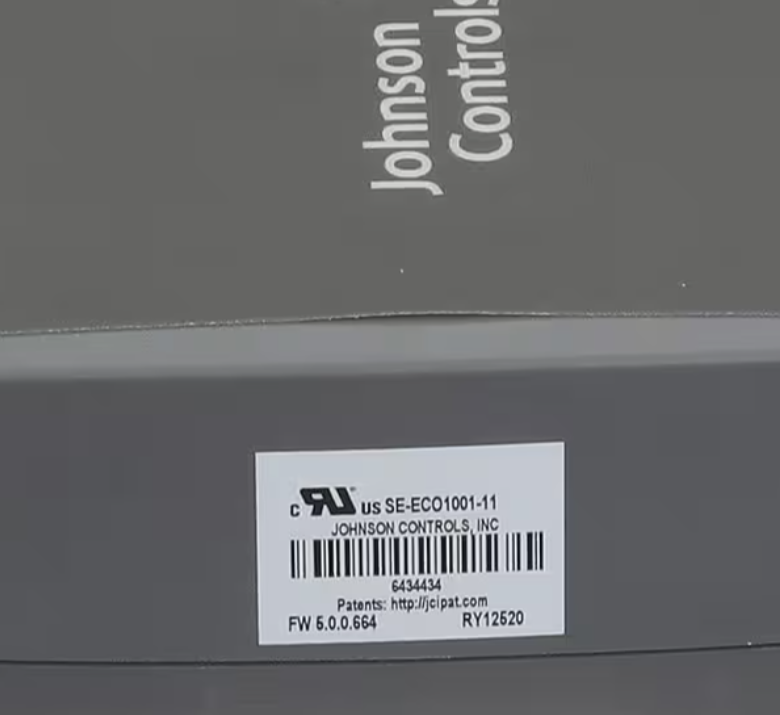 Johnson
Controls
c RU US SE-ECO1001-11
JOHNSON CONTROLS, INC
6434434
Patents: http://jcipat.com
FW 5.0.0.664 RY12520